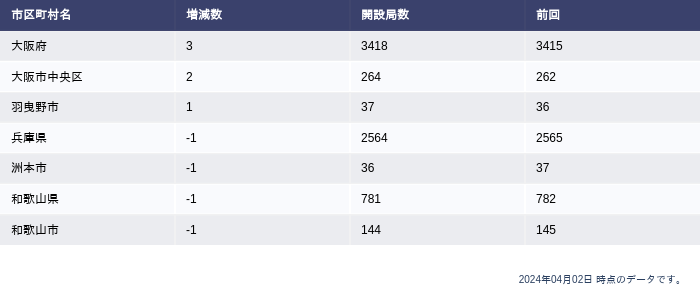 市区町村名 増減数 開設局数 前回
大阪府 3 3418 3415
大阪市中央区 2 264 262
羽曳野市 1 37 36
兵庫県 -1 2564 2565
洲本市 -1 36 37
和歌山県 -1 781 782
和歌山市 -1 144 145
2024年04月02日 時点のデータです。